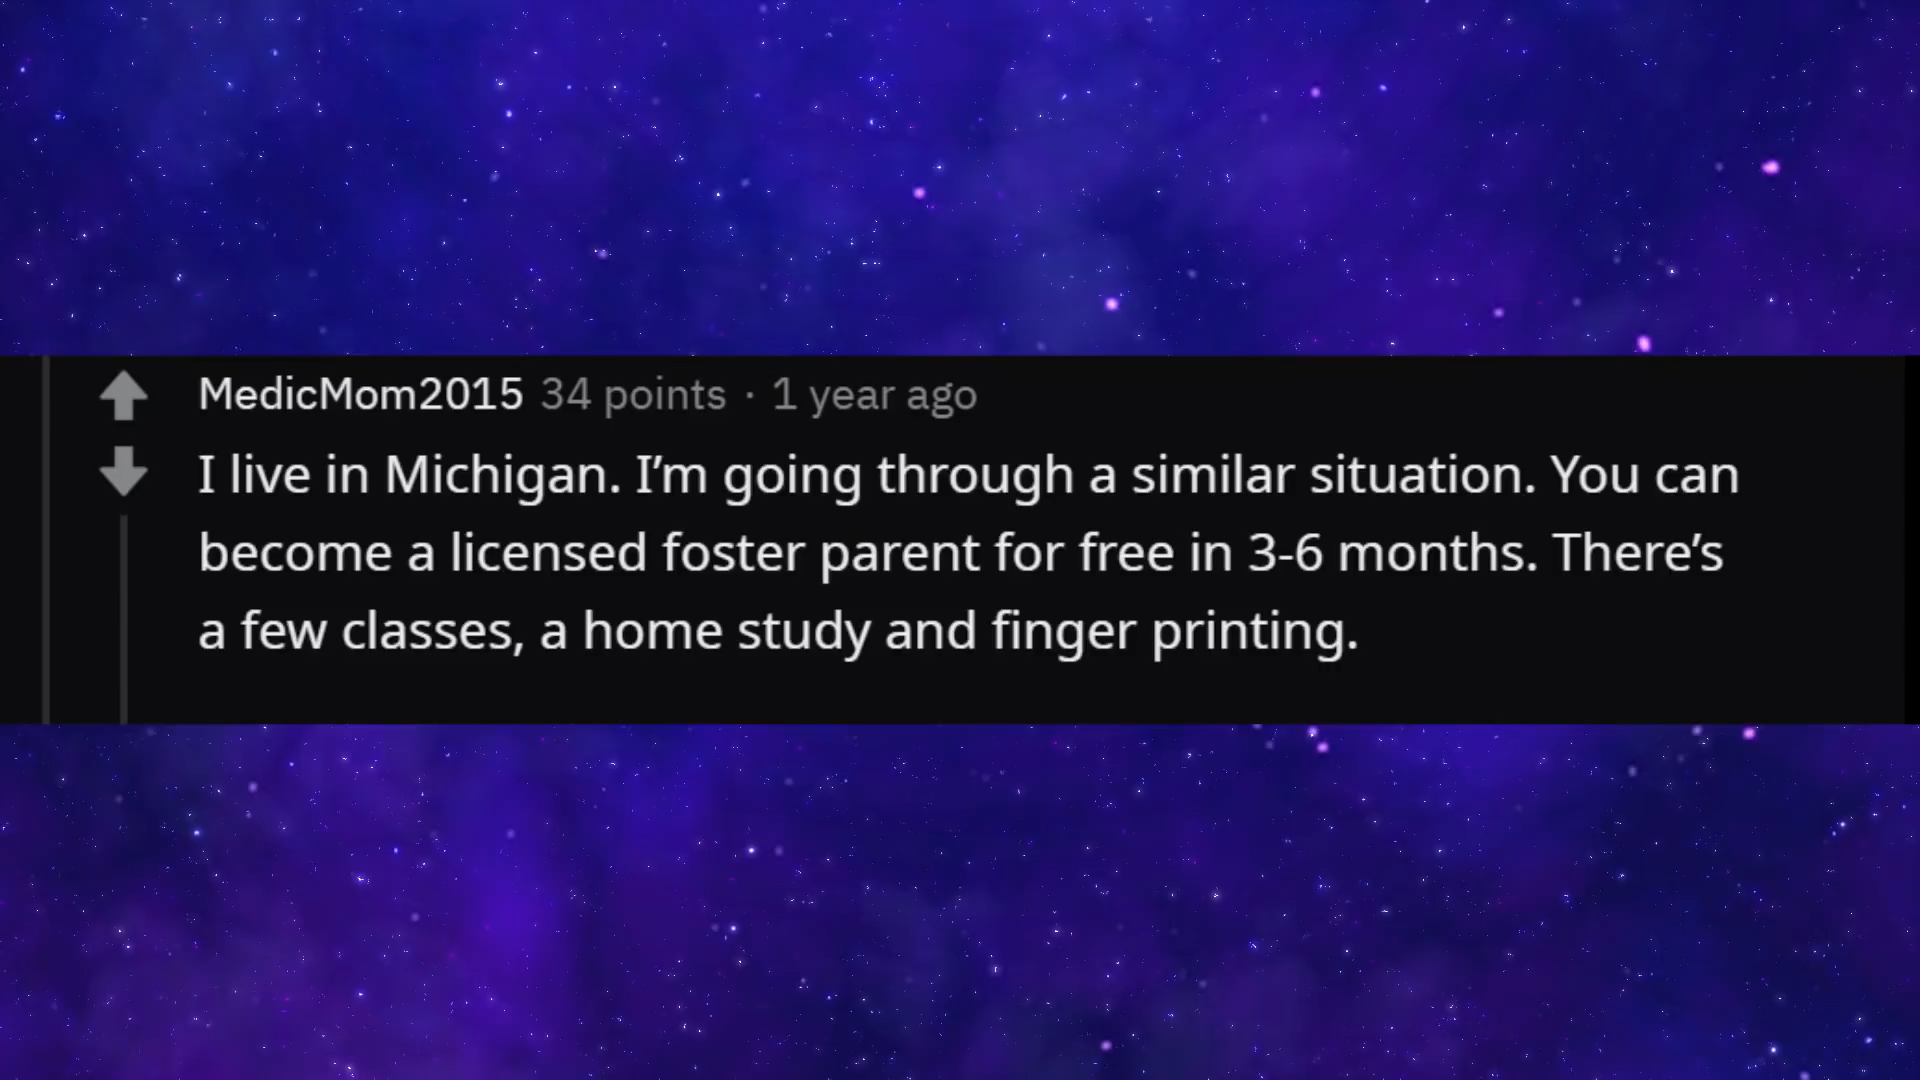 MedicMom2015 34 points · 1 year ago
I live in Michigan. I’m going through a similar situation. You can
become a licensed foster parent for free in 3-6 months. There’s
a few classes, a home study and finger printing.